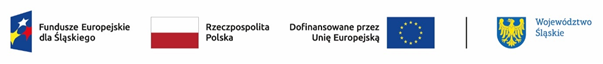 Fundusze Europejskie
dla Śląskiego
Rzeczpospolita
Polska
Dofinansowane przez
Unię Europejską
Województwo
Śląskie